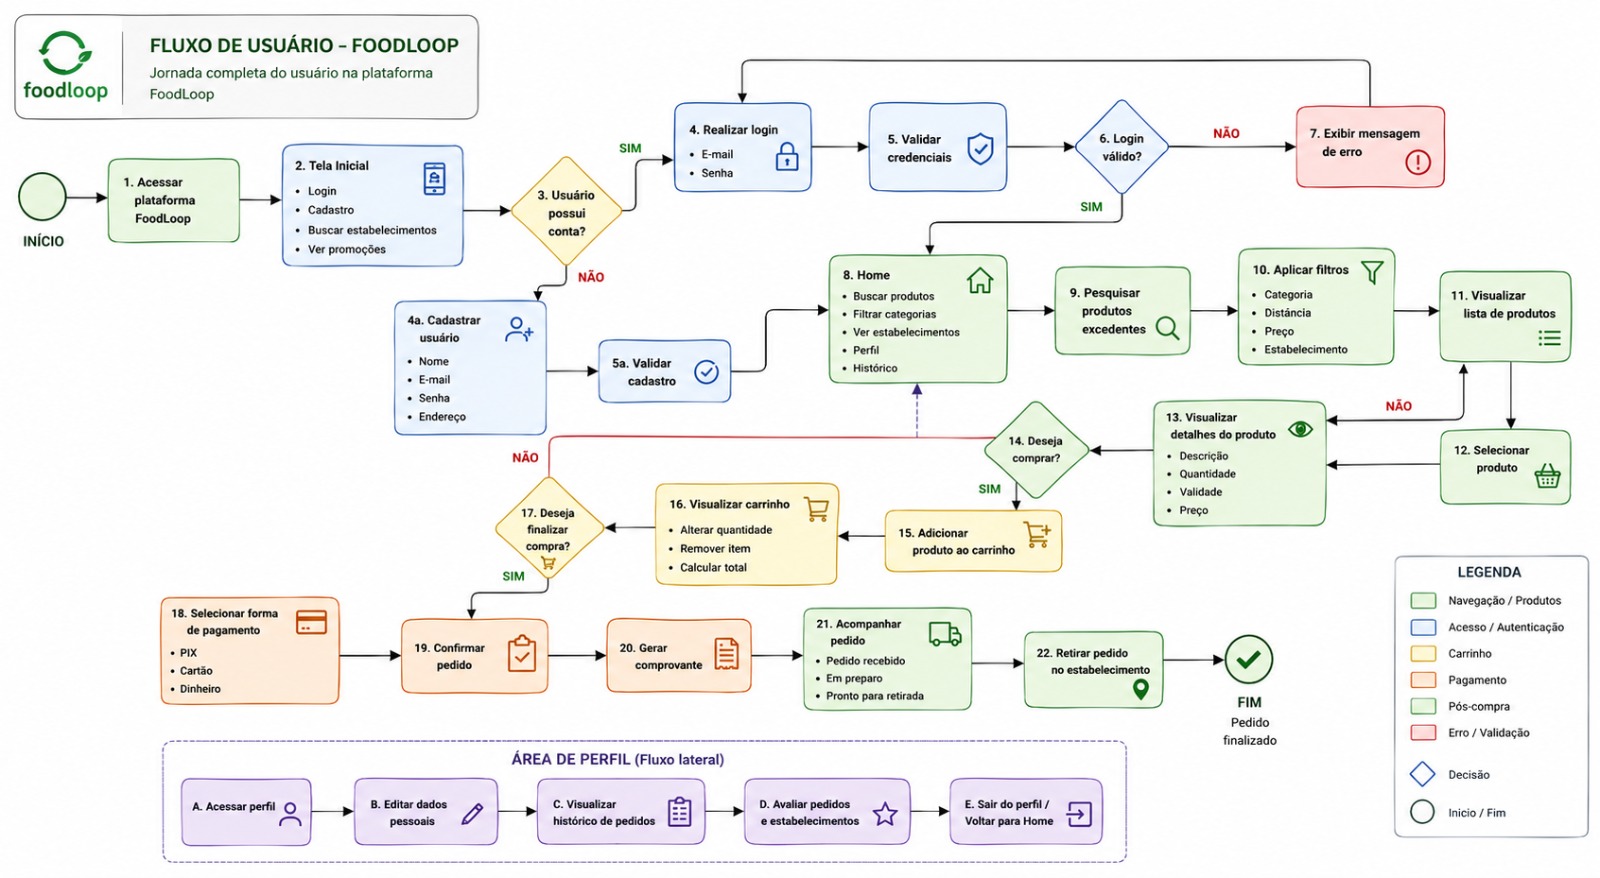 foodloop
FLUXO DE USUÁRIO – FOODLOOP
Jornada completa do usuário na plataforma
FoodLoop
INÍCIO
1. Acessar
plataforma
FoodLoop
2. Tela Inicial
• Login
• Cadastro
• Buscar estabelecimentos
• Ver promoções
3. Usuário
possui
conta?
SIM
NÃO
4. Realizar login
• E-mail
• Senha
5. Validar
credenciais
6. Login
válido?
NÃO
SIM
7. Exibir mensagem
de erro
4a. Cadastrar
usuário
• Nome
• E-mail
• Senha
• Endereço
5a. Validar
cadastro
8. Home
• Buscar produtos
• Filtrar categorias
• Ver estabelecimentos
• Perfil
• Histórico
9. Pesquisar
produtos
excedentes
10. Aplicar filtros
• Categoria
• Distância
• Preço
• Estabelecimento
11. Visualizar
lista de produtos
NÃO
12. Selecionar
produto
13. Visualizar
detalhes do produto
• Descrição
• Quantidade
• Validade
• Preço
14. Deseja
comprar?
SIM
15. Adicionar
produto ao carrinho
16. Visualizar carrinho
• Alterar quantidade
• Remover item
• Calcular total
NÃO
17. Deseja
finalizar
compra?
SIM
18. Selecionar forma
de pagamento
• PIX
• Cartão
• Dinheiro
19. Confirmar
pedido
20. Gerar
comprovante
21. Acompanhar
pedido
• Pedido recebido
• Em preparo
• Pronto para retirada
22. Retirar pedido
no estabelecimento
FIM
Pedido
finalizado
LEGENDA
Navegação / Produtos
Acesso / Autenticação
Carrinho
Pagamento
Pós-compra
Erro / Validação
Decisão
Inicio / Fim
ÁREA DE PERFIL (Fluxo lateral)
A. Acessar perfil
B. Editar dados
pessoais
C. Visualizar
histórico de pedidos
D. Avaliar pedidos
e estabelecimentos
E. Sair do perfil /
Voltar para Home